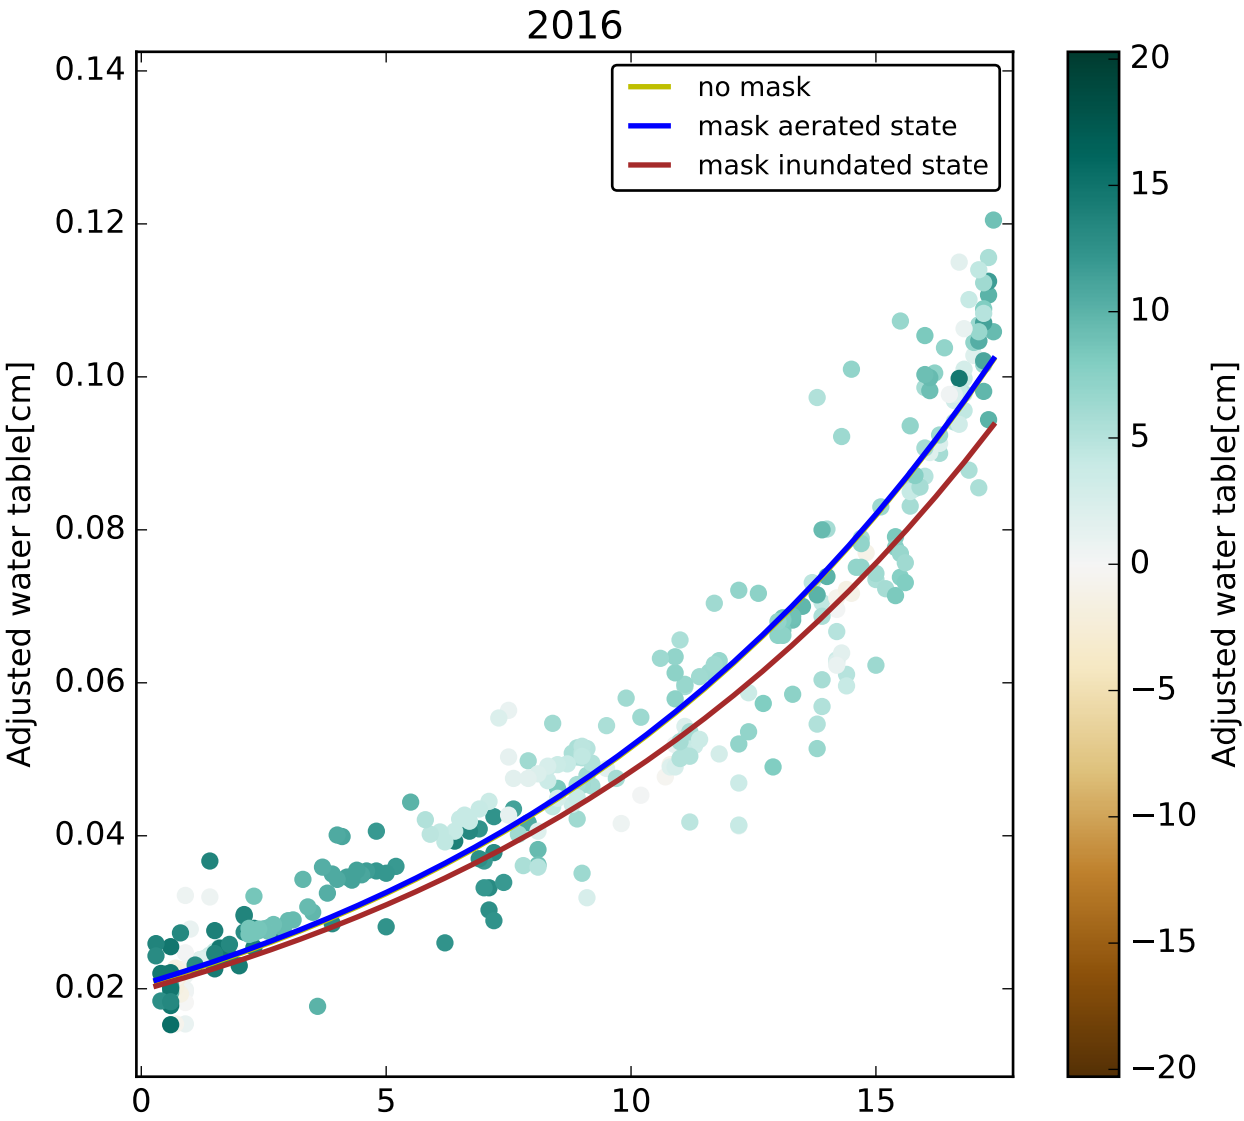 2016
no mask
mask aerated state
mask inundated state
Adjusted water table[cm]
0.14
0.12
0.10
0.08
0.06
0.04
0.02
0 5 10 15
20
15
10
5
0
−5
−10
−15
−20
Adjusted water table[cm]